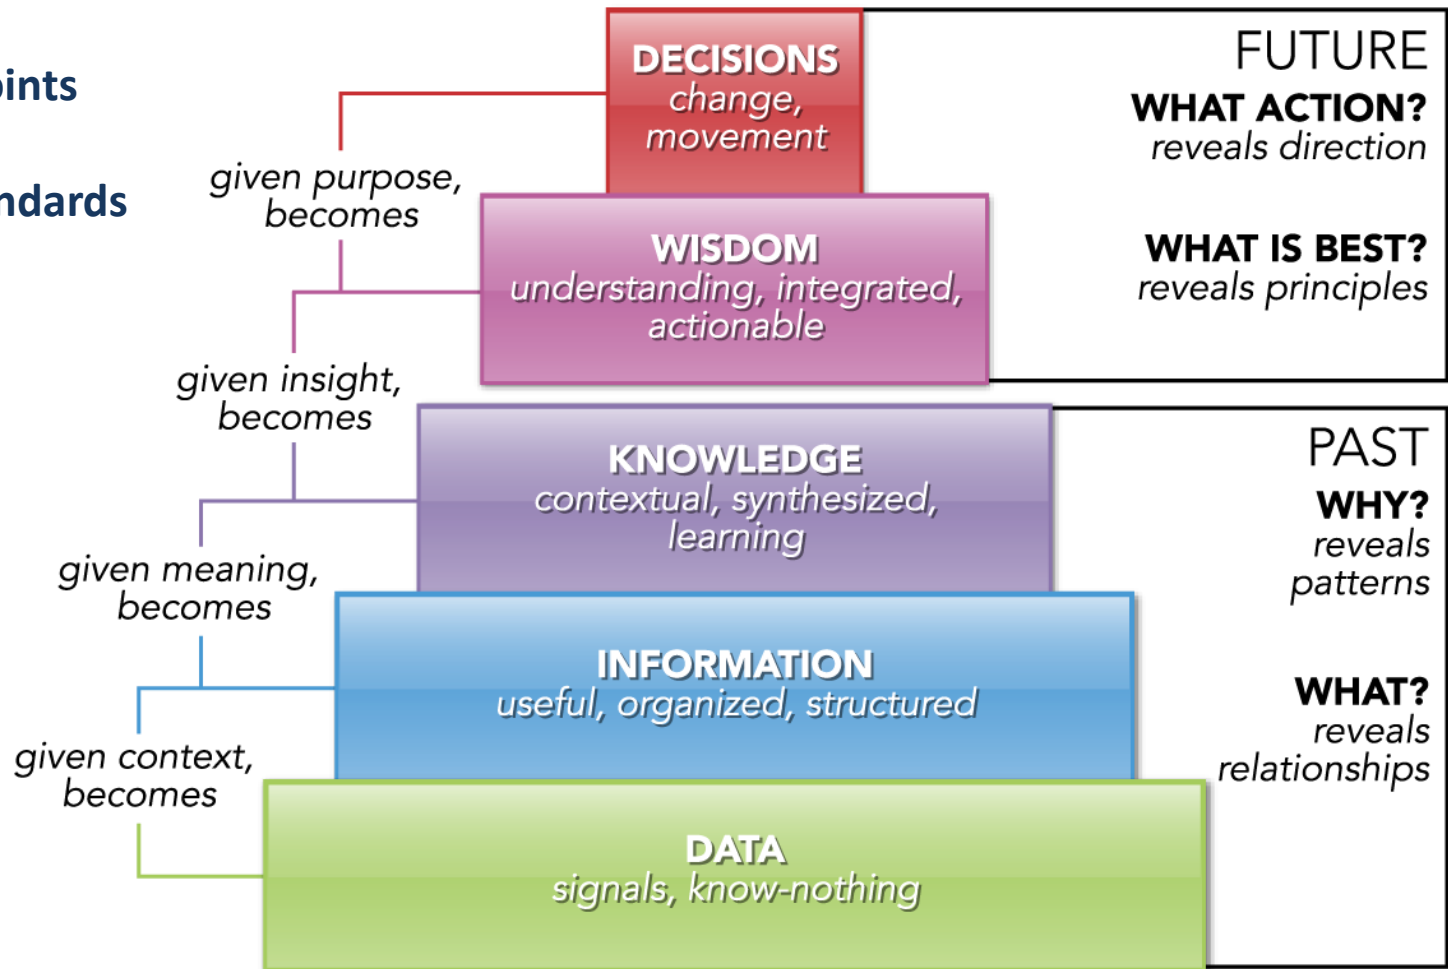 DECISIONS
change,
movement
WISDOM
understanding, integrated,
actionable
KNOWLEDGE
contextual, synthesized,
learning
INFORMATION
useful, organized, structured
DATA
signals, know-nothing
given purpose,
becomes
given insight,
becomes
given meaning,
becomes
given context,
becomes
FUTURE
WHAT ACTION?
reveals direction
WHAT IS BEST?
reveals principles
PAST
WHY?
reveals
patterns
WHAT?
reveals
relationships